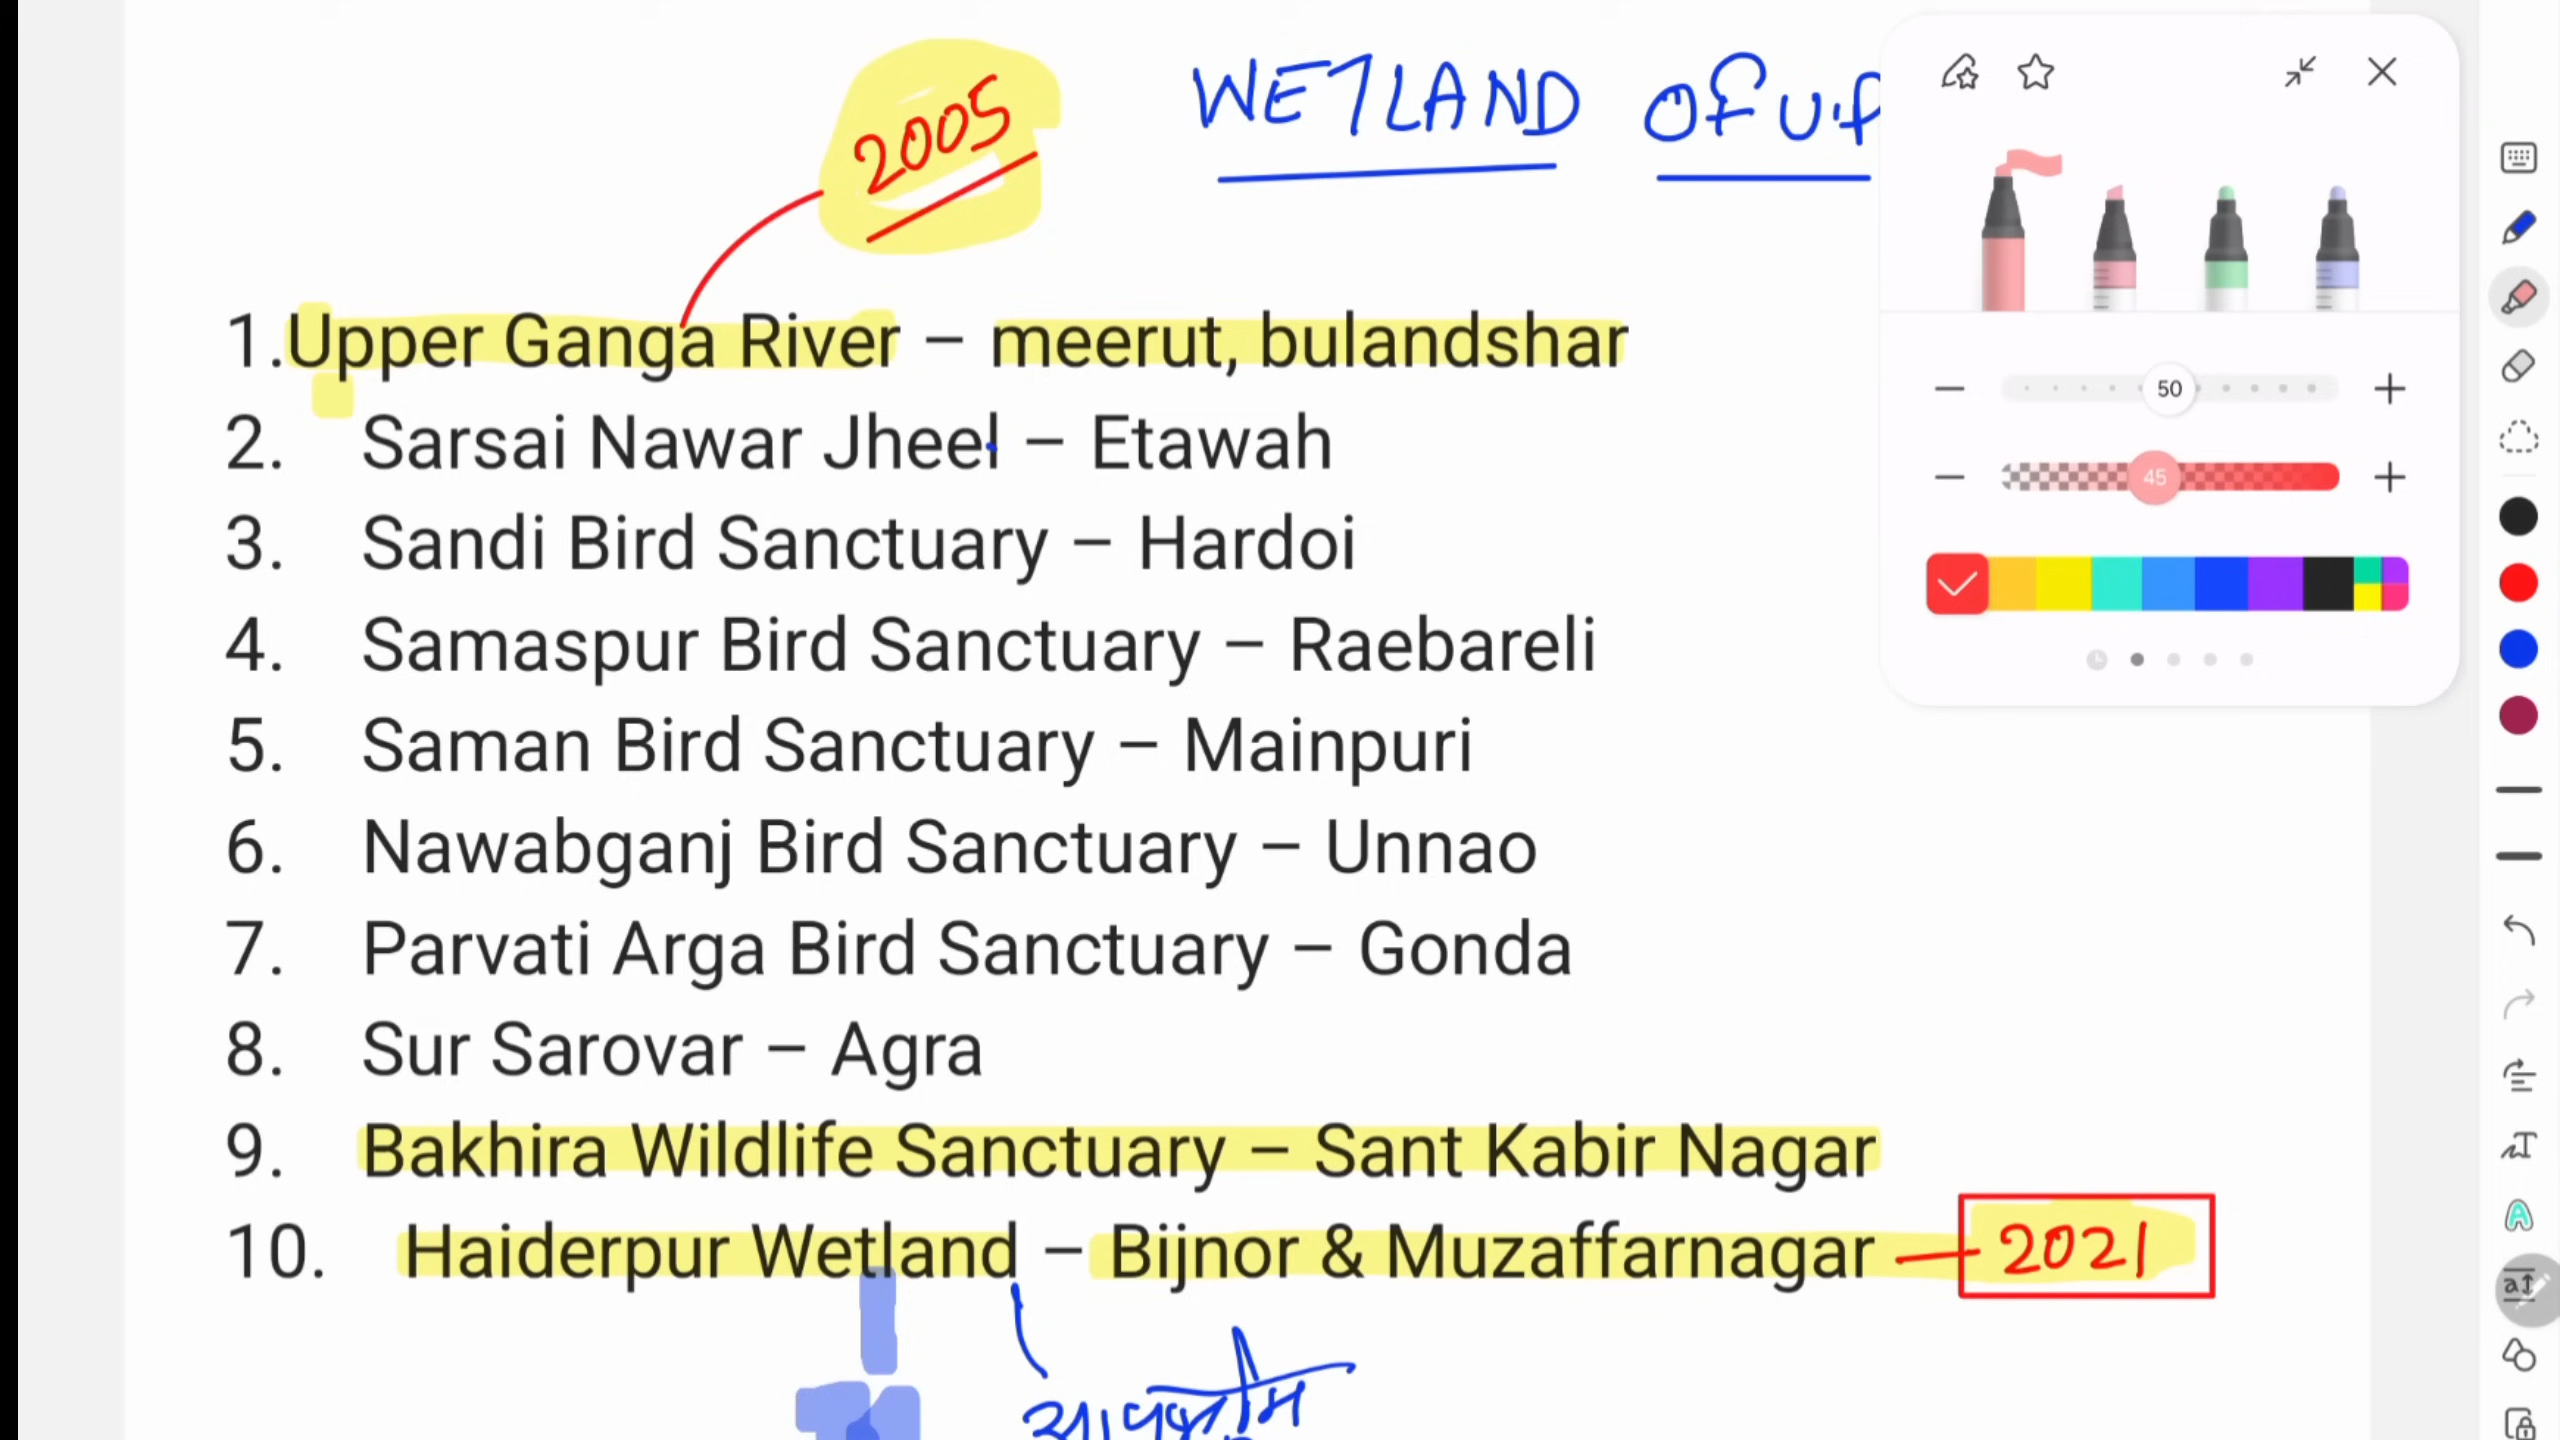 2005
WETLAND OF U.P
1.Upper Ganga River – meerut, bulandshar
2. Sarsai Nawar Jheel – Etawah
3. Sandi Bird Sanctuary – Hardoi
4. Samaspur Bird Sanctuary – Raebareli
5. Saman Bird Sanctuary – Mainpuri
6. Nawabganj Bird Sanctuary – Unnao
7. Parvati Arga Bird Sanctuary – Gonda
8. Sur Sarovar – Agra
9. Bakhira Wildlife Sanctuary – Sant Kabir Nagar
10. Haiderpur Wetland – Bijnor & Muzaffarnagar – 2021
50
45